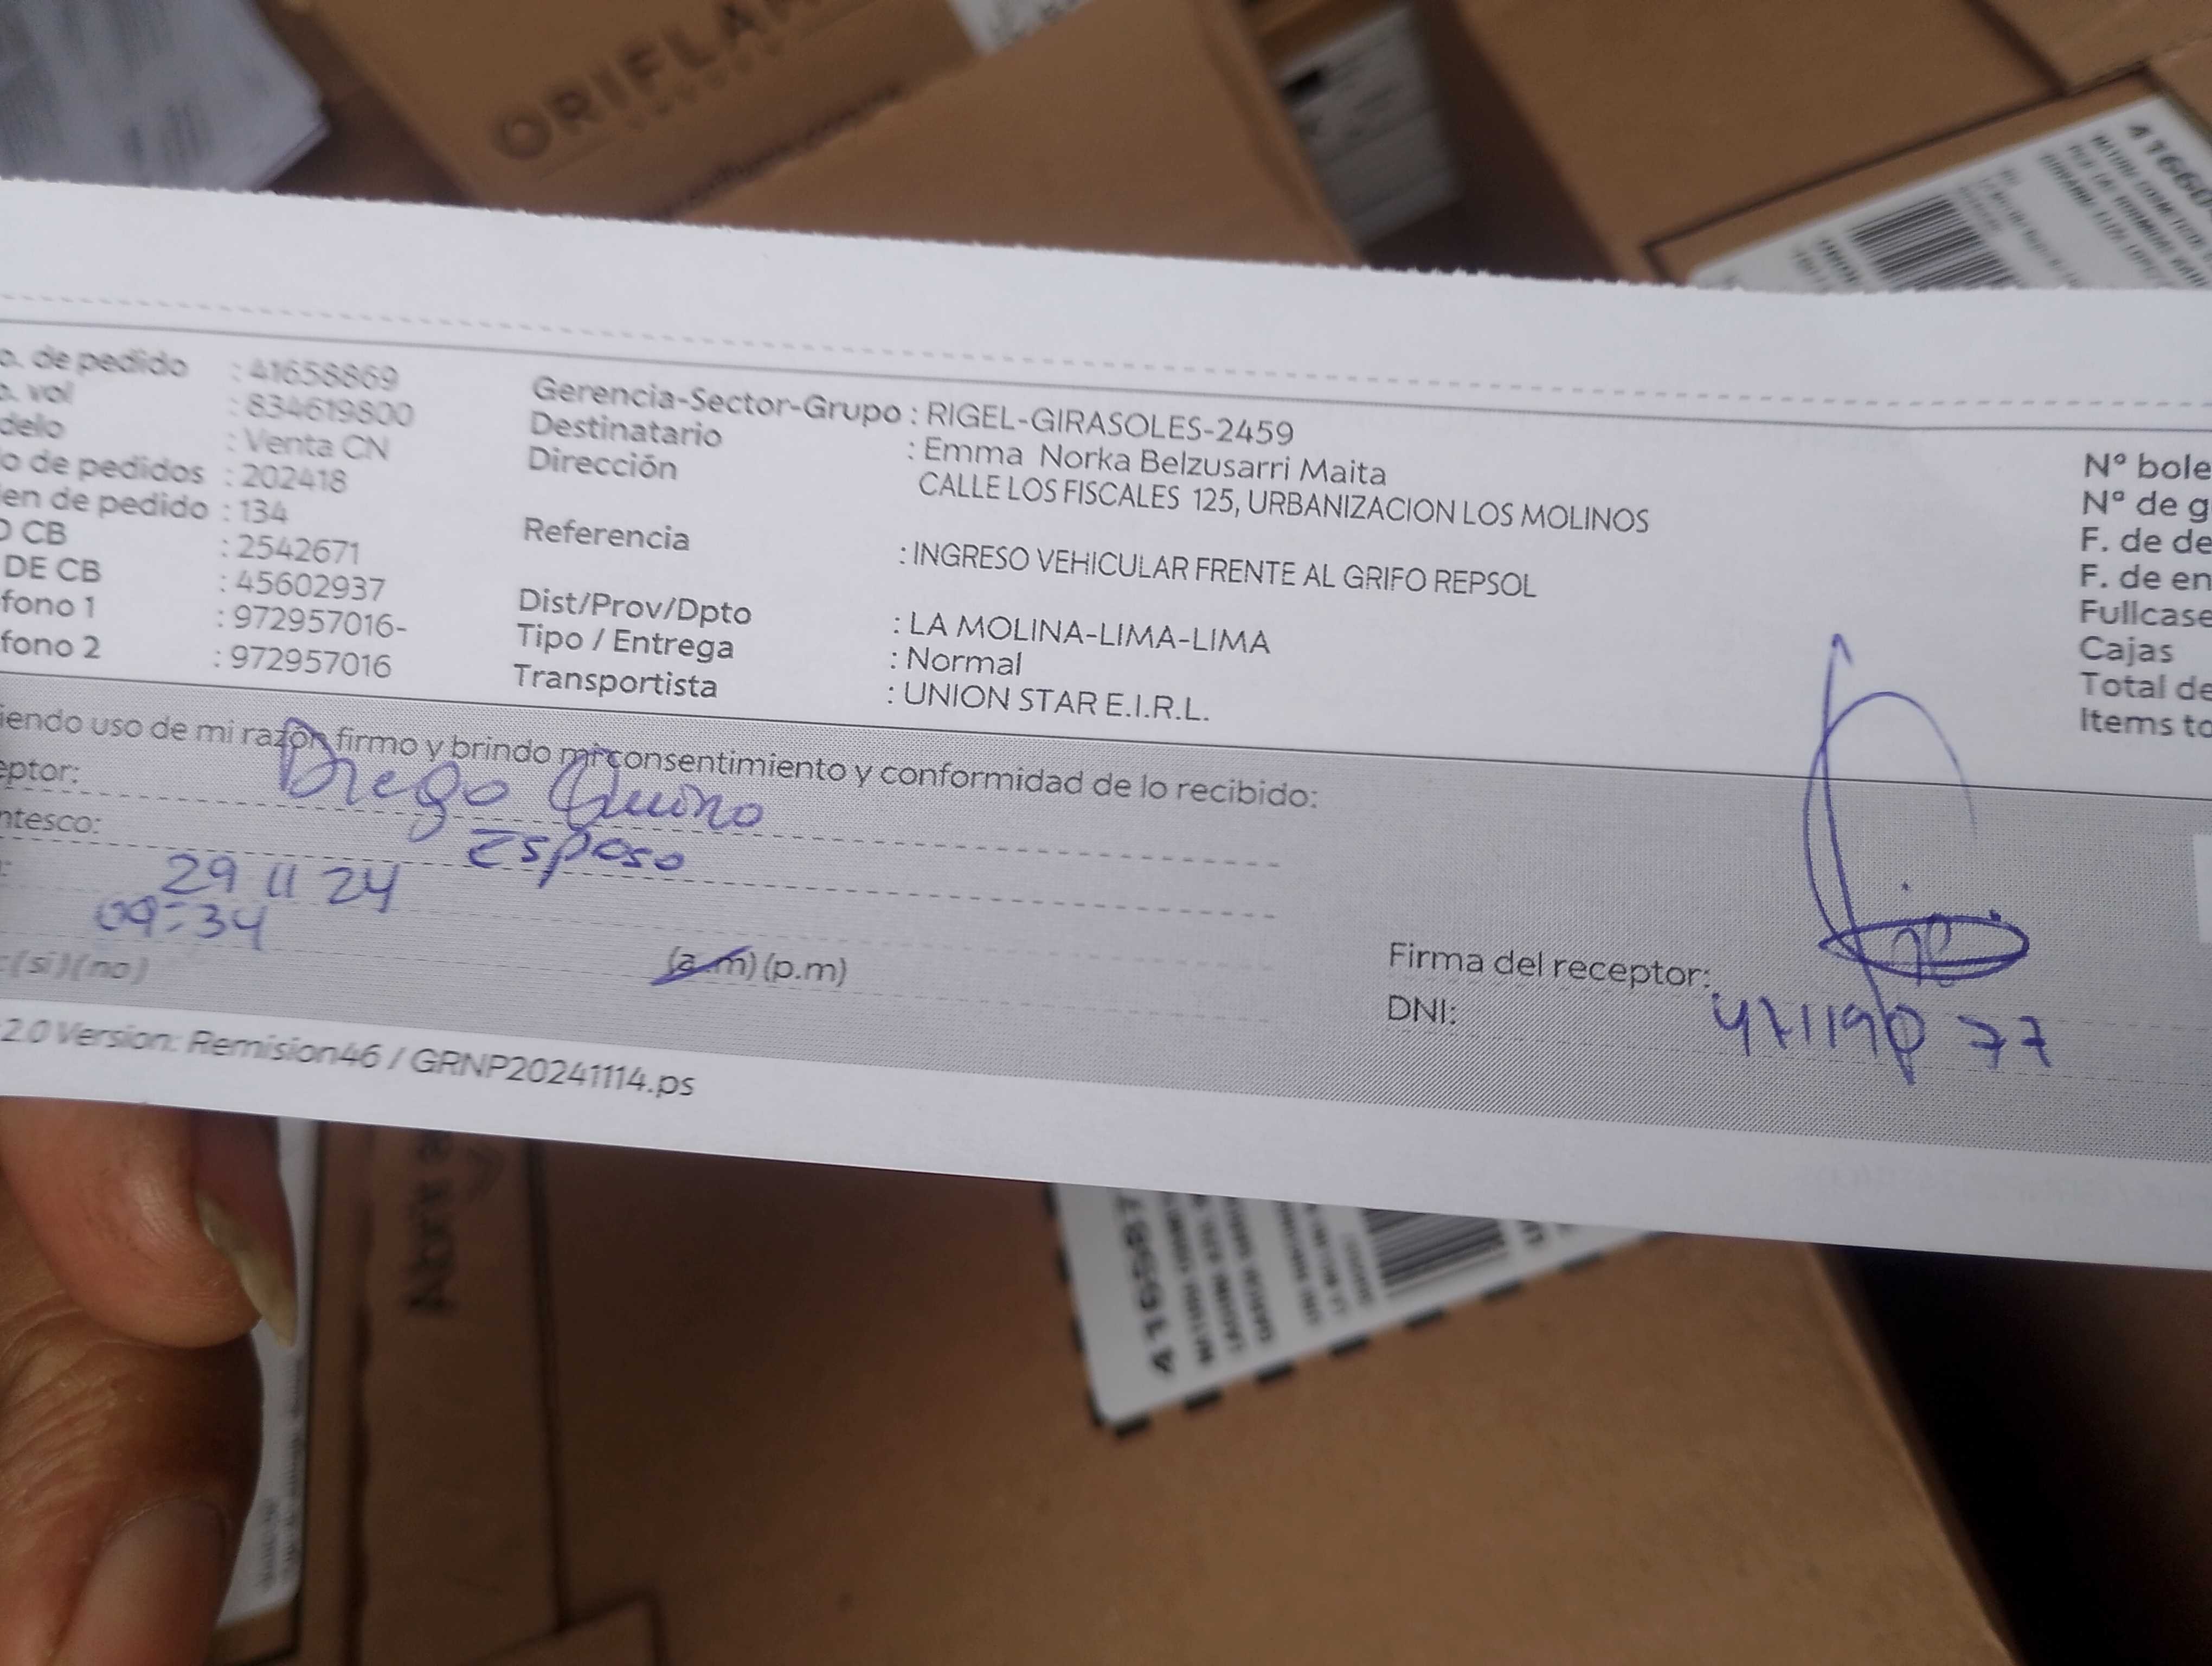 ORIFLAM
o. de pedido : 41658869
o. vol : 834619800
delo : Venta CN
o de pedidos : 202418
en de pedido : 134
O CB : 2542671
DE CB : 45602937
fono 1 : 972957016-
fono 2 : 972957016
Gerencia-Sector-Grupo : RIGEL-GIRASOLES-2459
Destinatario : Emma Norka Belzusarri Maita
Dirección CALLE LOS FISCALES 125, URBANIZACION LOS MOLINOS
Referencia : INGRESO VEHICULAR FRENTE AL GRIFO REPSOL
Dist/Prov/Dpto : LA MOLINA-LIMA-LIMA
Tipo / Entrega : Normal
Transportista : UNION STAR E.I.R.L.
N° bole
N° de g
F. de de
F. de en
Fullcase
Cajas
Total de
Items to
iendo uso de mi razón firmo y brindo mi consentimiento y conformidad de lo recibido:
eptor: Diego
ntesco: Esposo
: 29 11 24
09:34 (a.m) (p.m)
: (si) (no)
Firma del receptor:
DNI:
2.0 Version: Remision46 / GRNP20241114.ps